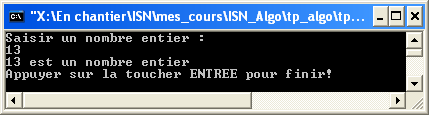 "X:\En chantier\ISN\mes_cours\ISN_Algo\tp_algo\tp...
Saisir un nombre entier :
13
13 est un nombre entier
Appuyer sur la toucher ENTREE pour finir!